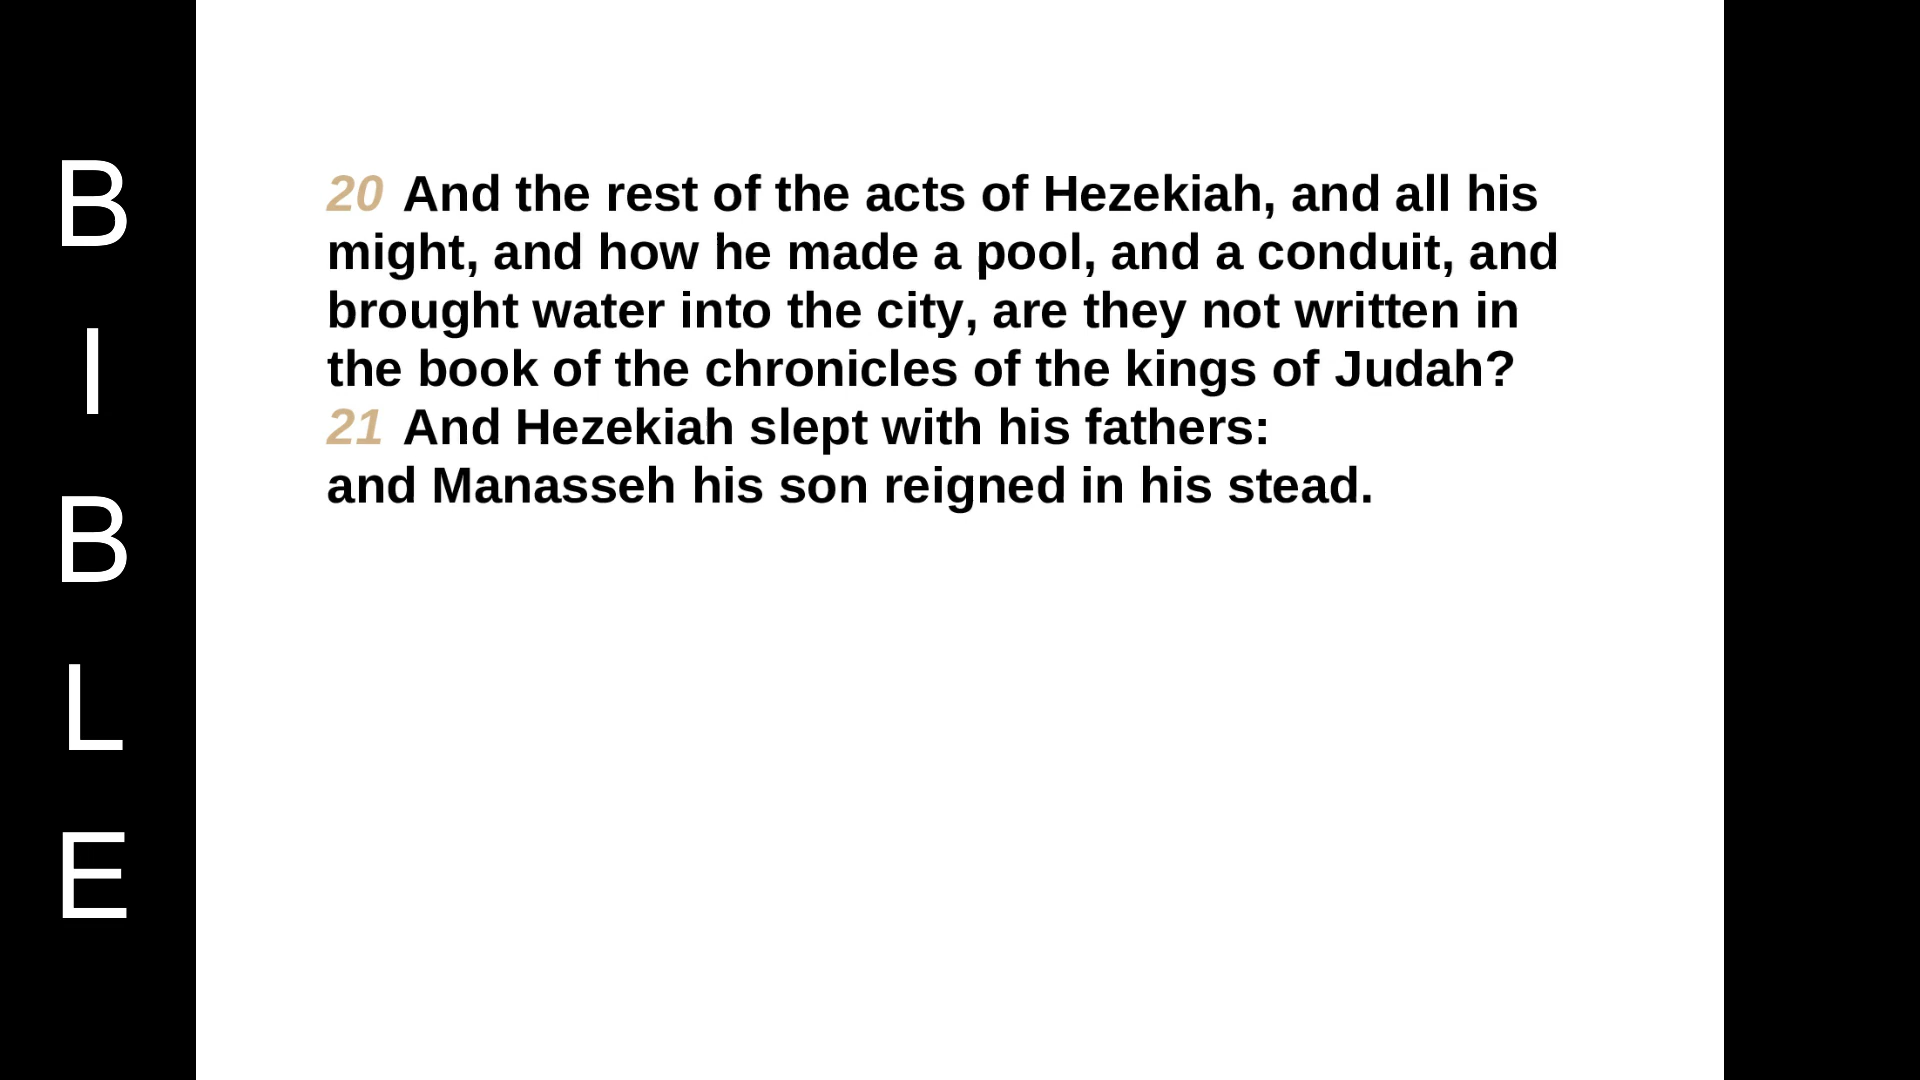 B
I
B
L
E
20 And the rest of the acts of Hezekiah, and all his
might, and how he made a pool, and a conduit, and
brought water into the city, are they not written in
the book of the chronicles of the kings of Judah?
21 And Hezekiah slept with his fathers:
and Manasseh his son reigned in his stead.